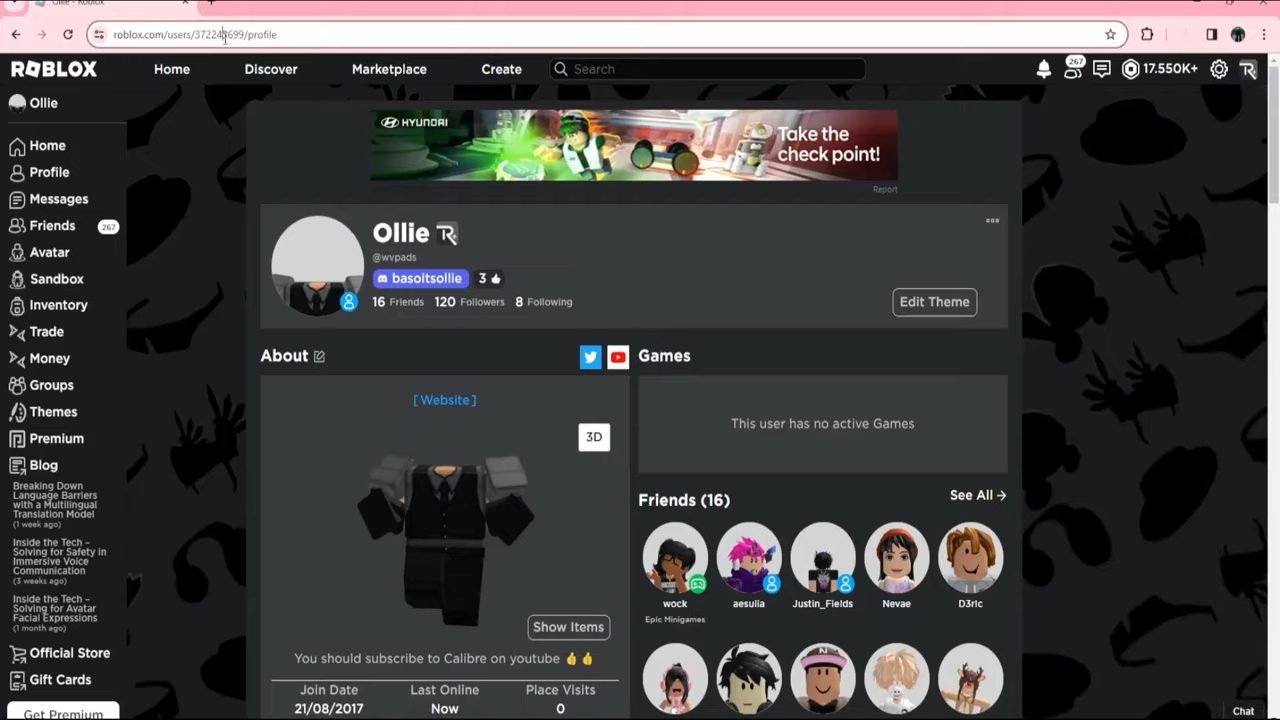 Ollie - Roblox
roblox.com/users/
/profile
ROBLOX
Home
Discover
Marketplace
Create
Search
267
17.550K+
Ollie
Home
Profile
Messages
Friends
267
Avatar
Sandbox
Inventory
Trade
Money
Groups
Themes
Premium
Blog
Breaking Down
Language Barriers
with a Multilingual
Translation Model
(1 week ago)
Inside the Tech –
Solving for Safety in
Immersive Voice
Communication
(3 weeks ago)
Inside the Tech –
Solving for Avatar
Facial Expressions
(1 month ago)
Official Store
Gift Cards
Get Premium
HYUNDAI
Take the
check point!
Report
Ollie
@wvpads
basoitsollie
3
16 Friends 120 Followers 8 Following
Edit Theme
About
[ Website ]
3D
Show Items
You should subscribe to Calibre on youtube 👍👍
Join Date Last Online Place Visits
21/08/2017 Now 0
Games
This user has no active Games
Friends (16)
See All →
wock
aesulia
Justin_Fields
Nevae
D3ric
Epic Minigames
Chat